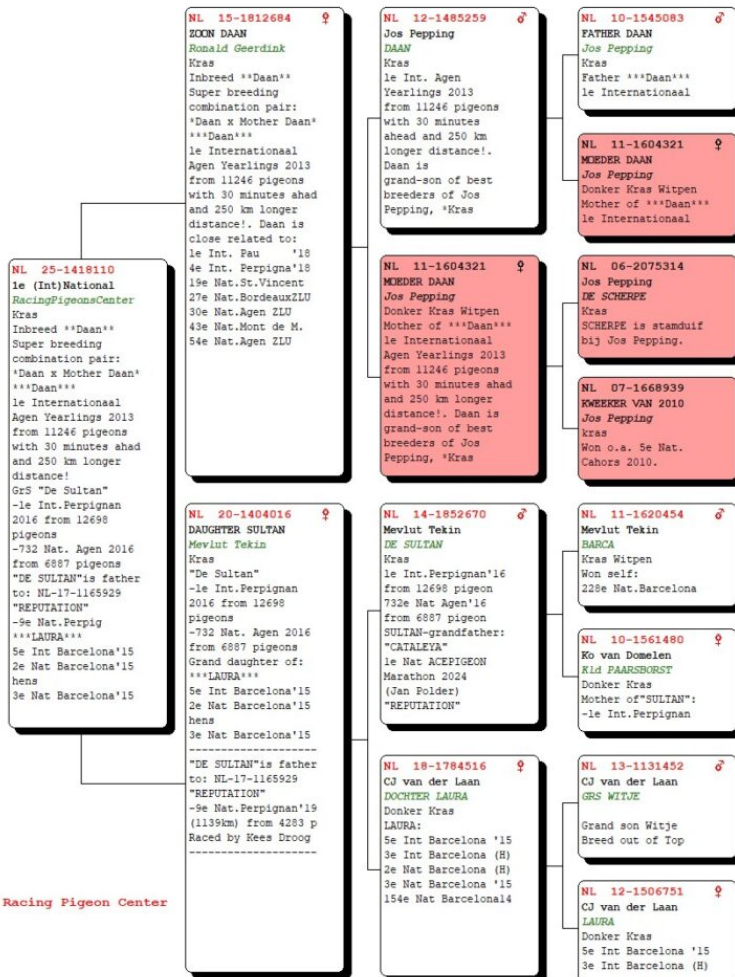 NL 25-1418110
1e (Int)National
RacingPigeonsCenter
Kras
Inbreed **Daan**
Super breeding
combination pair:
*Daan x Mother Daan*
***Daan***
1e Internationaal
Agen Yearlings 2013
from 11246 pigeons
with 30 minutes ahad
and 250 km longer
distance!
GrS "De Sultan"
-1e Int.Perpignan
2016 from 12698
pigeons
-732 Nat. Agen 2016
from 6887 pigeons
"DE SULTAN"is father
to: NL-17-1165929
"REPUTATION"
-9e Nat.Perpig
***LAURA***
5e Int Barcelona'15
2e Nat Barcelona'15
hens
3e Nat Barcelona'15
Racing Pigeon Center
NL 15-1812684 ♀
ZOON DAAN
Ronald Geerdink
Kras
Inbreed **Daan**
Super breeding
combination pair:
*Daan x Mother Daan*
***Daan***
1e Internationaal
Agen Yearlings 2013
from 11246 pigeons
with 30 minutes ahad
and 250 km longer
distance!. Daan is
close related to:
1e Int. Pau '18
4e Int. Perpigna'18
19e Nat.St.Vincent
27e Nat.BordeauxZLU
30e Nat.Agen ZLU
43e Nat.Mont de M.
54e Nat.Agen ZLU
NL 20-1404016 ♀
DAUGHTER SULTAN
Mevlut Tekin
Kras
"De Sultan"
-1e Int.Perpignan
2016 from 12698
pigeons
-732 Nat. Agen 2016
from 6887 pigeons
Grand daughter of:
***LAURA***
5e Int Barcelona'15
2e Nat Barcelona'15
hens
3e Nat Barcelona'15
-------------------
"DE SULTAN"is father
to: NL-17-1165929
"REPUTATION"
-9e Nat.Perpignan'19
(1139km) from 4283 p
Raced by Kees Droog
-------------------
NL 12-1485259 ♂
Jos Pepping
DAAN
Kras
1e Int. Agen
Yearlings 2013
from 11246 pigeons
with 30 minutes
ahead and 250 km
longer distance!.
Daan is
grand-son of best
breeders of Jos
Pepping, *Kras
NL 11-1604321 ♀
MOEDER DAAN
Jos Pepping
Donker Kras Witpen
Mother of ***Daan***
1e Internationaal
Agen Yearlings 2013
from 11246 pigeons
with 30 minutes ahad
and 250 km longer
distance!. Daan is
grand-son of best
breeders of Jos
Pepping, *Kras
NL 14-1852670 ♂
Mevlut Tekin
DE SULTAN
Kras
1e Int.Perpignan'16
from 12698 pigeon
732e Nat Agen'16
from 6887 pigeon
SULTAN-grandfather:
"CATALEYA"
1e Nat ACEPIGEON
Marathon 2024
(Jan Polder)
"REPUTATION"
NL 18-1784516 ♀
CJ van der Laan
DOCHTER LAURA
Donker Kras
LAURA:
5e Int Barcelona '15
3e Int Barcelona (H)
2e Nat Barcelona (H)
3e Nat Barcelona '15
154e Nat Barcelona14
NL 10-1545083 ♂
FATHER DAAN
Jos Pepping
Kras
Father ***Daan***
1e Internationaal
NL 11-1604321 ♀
MOEDER DAAN
Jos Pepping
Donker Kras Witpen
Mother of ***Daan***
1e Internationaal
NL 06-2075314
Jos Pepping
DE SCHERPE
Kras
SCHERPE is stamduif
bij Jos Pepping.
NL 07-1668939
KWEEKER VAN 2010
Jos Pepping
kras
Won o.a. 5e Nat.
Cahors 2010.
NL 11-1620454 ♂
Mevlut Tekin
BARCA
Kras Witpen
Won self:
228e Nat.Barcelona
NL 10-1561480 ♀
Ko van Domelen
Kld PAARSBORST
Donker Kras
Mother of"SULTAN":
-1e Int.Perpignan
NL 13-1131452 ♂
CJ van der Laan
GRS WITJE
Grand son Witje
Breed out of Top
NL 12-1506751 ♀
CJ van der Laan
LAURA
Donker Kras
5e Int Barcelona '15
3e Int Barcelona (H)